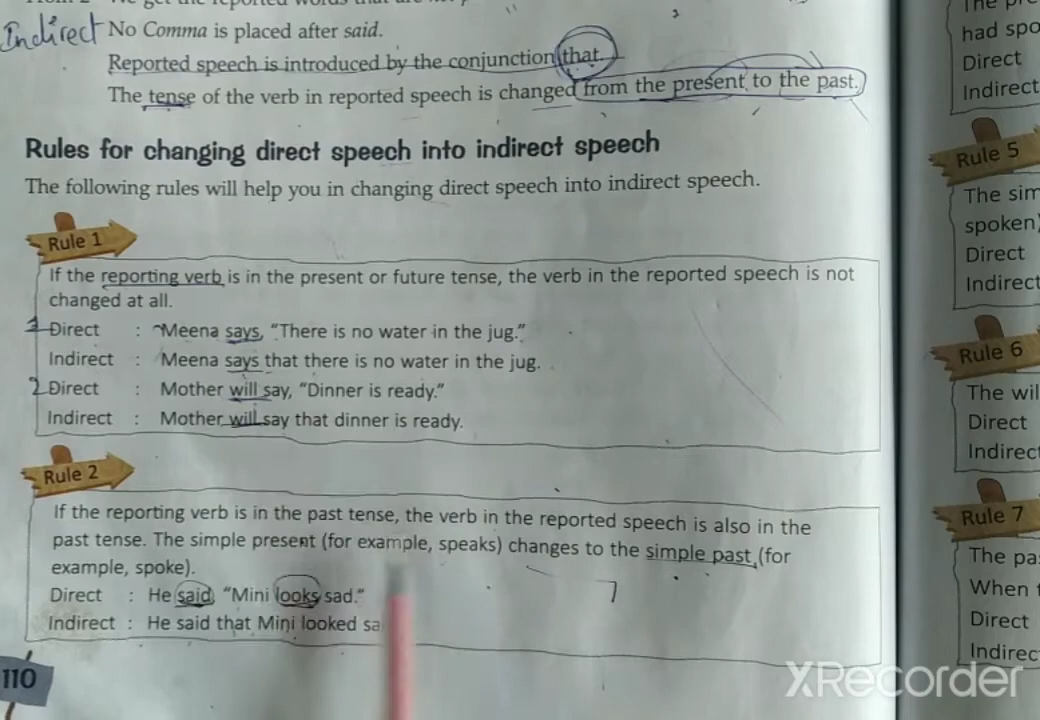 Indirect No Comma is placed after said.
Reported speech is introduced by the conjunction that.
The tense of the verb in reported speech is changed from the present to the past.
Rules for changing direct speech into indirect speech
The following rules will help you in changing direct speech into indirect speech.
Rule 1
If the reporting verb is in the present or future tense, the verb in the reported speech is not
changed at all.
Direct : Meena says, “There is no water in the jug.”
Indirect : Meena says that there is no water in the jug.
2 Direct : Mother will say, “Dinner is ready.”
Indirect : Mother will say that dinner is ready.
Rule 2
If the reporting verb is in the past tense, the verb in the reported speech is also in the
past tense. The simple present (for example, speaks) changes to the simple past (for
example, spoke).
Direct : He said, “Mini looks sad.”
Indirect : He said that Mini looked sa
110
had spo
Direct
Indirect
Rule 5
The sim
spoken)
Direct
Indirect
Rule 6
The wil
Direct
Indirect
Rule 7
The pa
When
Direct
Indirec
XRecorder